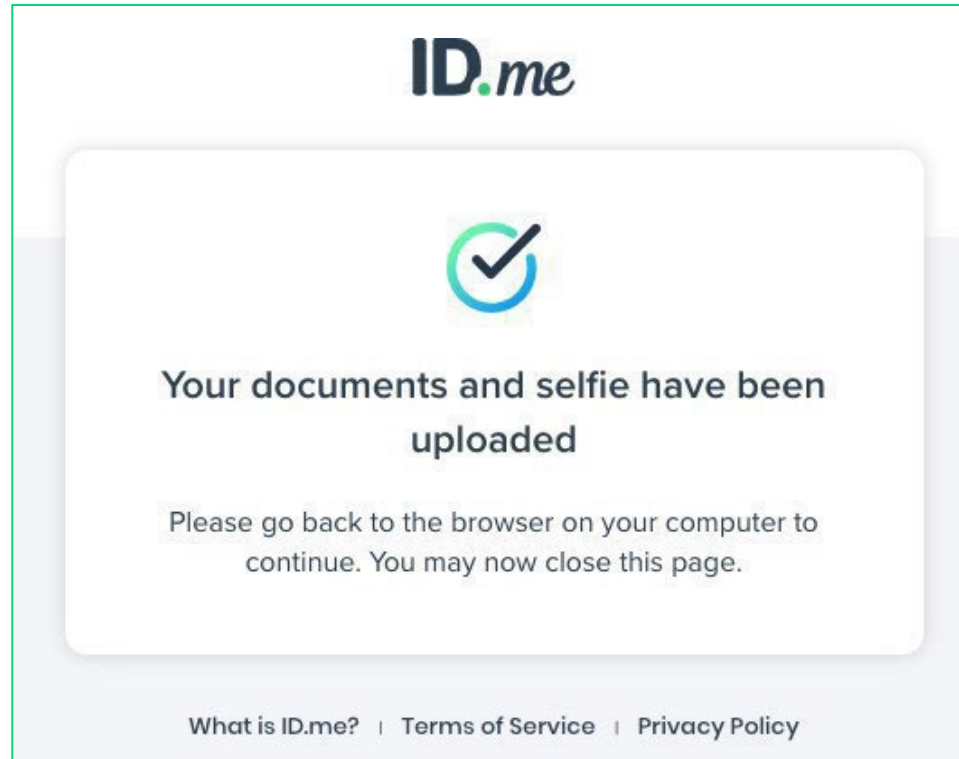 ID.me
Your documents and selfie have been
uploaded
Please go back to the browser on your computer to
continue. You may now close this page.
What is ID.me? | Terms of Service | Privacy Policy